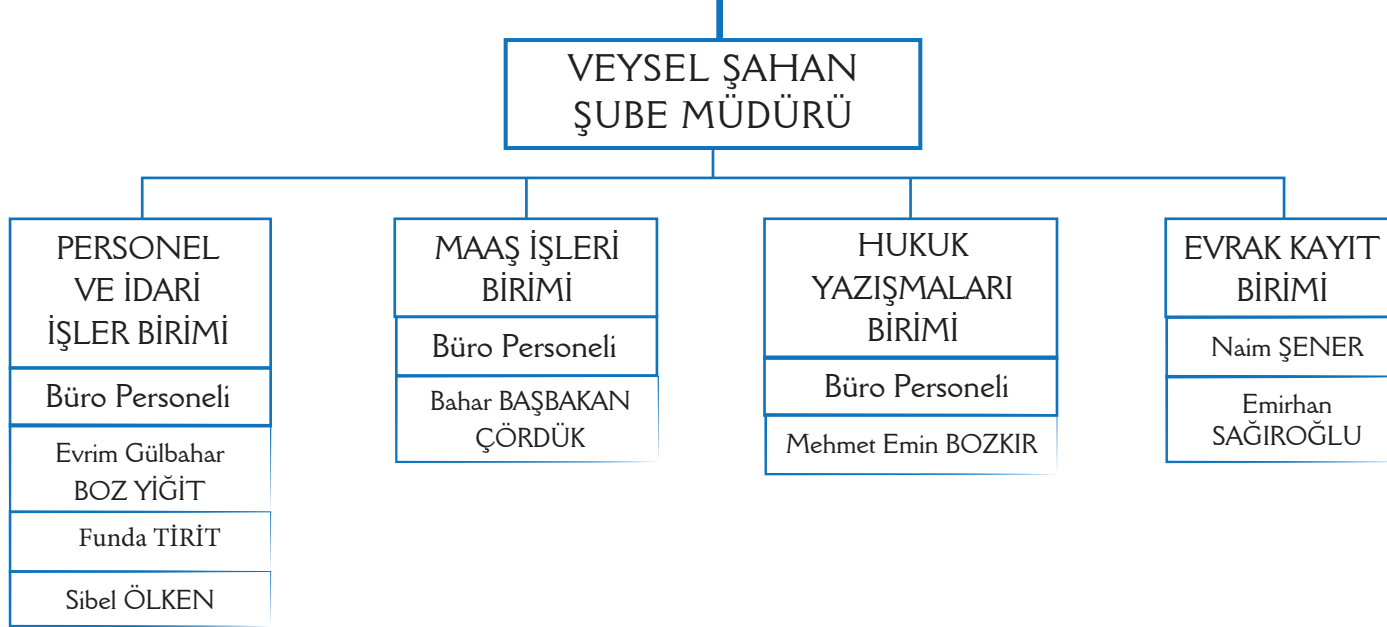 VEYSEL ŞAHAN
ŞUBE MÜDÜRÜ
PERSONEL
VE İDARİ
İŞLER BİRİMİ
Büro Personeli
Evrim Gülbahar
BOZ YİĞİT
Funda TİRİT
Sibel ÖLKEN
MAAŞ İŞLERİ
BİRİMİ
Büro Personeli
Bahar BAŞBAKAN
ÇÖRDÜK
HUKUK
YAZIŞMALARI
BİRİMİ
Büro Personeli
Mehmet Emin BOZKIR
EVRAK KAYIT
BİRİMİ
Naim ŞENER
Emirhan
SAĞIROĞLU